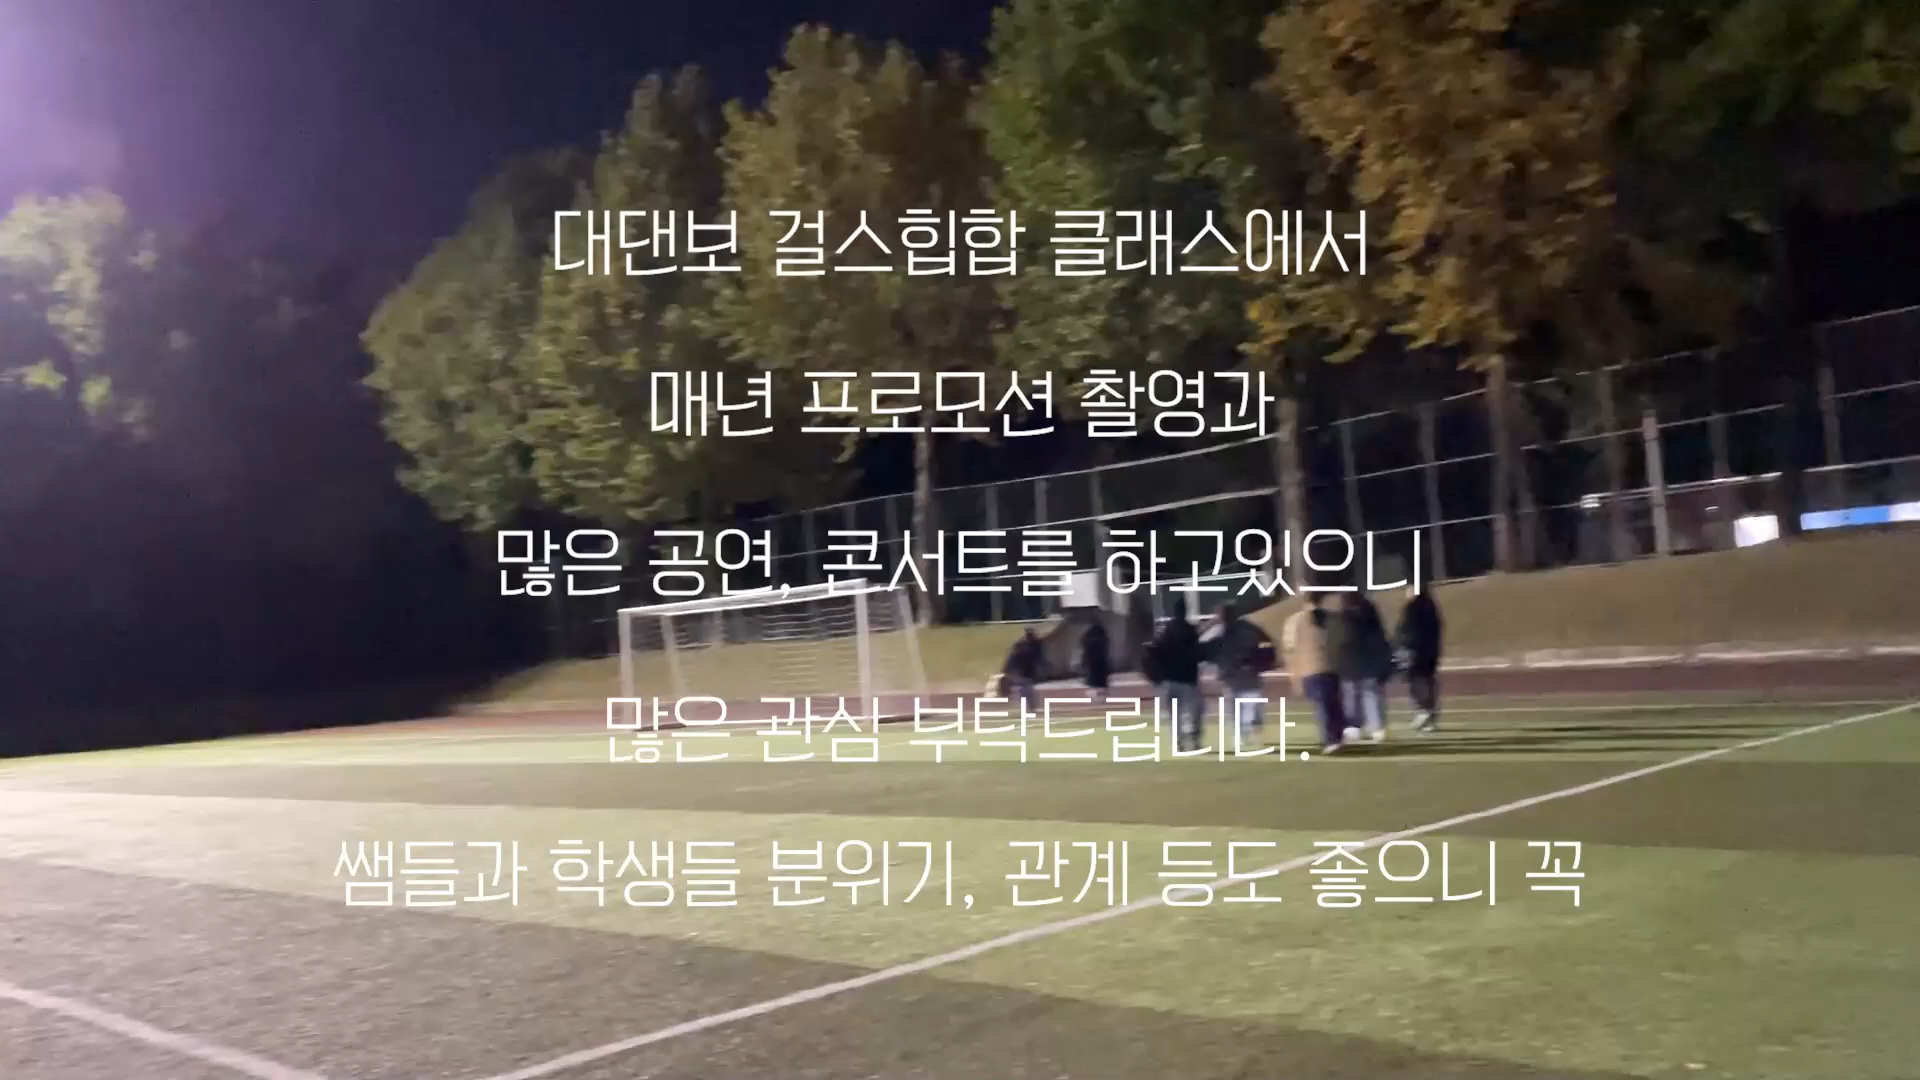 대댄보 걸스힙합 클래스에서
매년 프로모션 촬영과
많은 공연, 콘서트를 하고있으니
많은 관심 부탁드립니다.
쌤들과 학생들 분위기, 관계 등도 좋으니 꼭